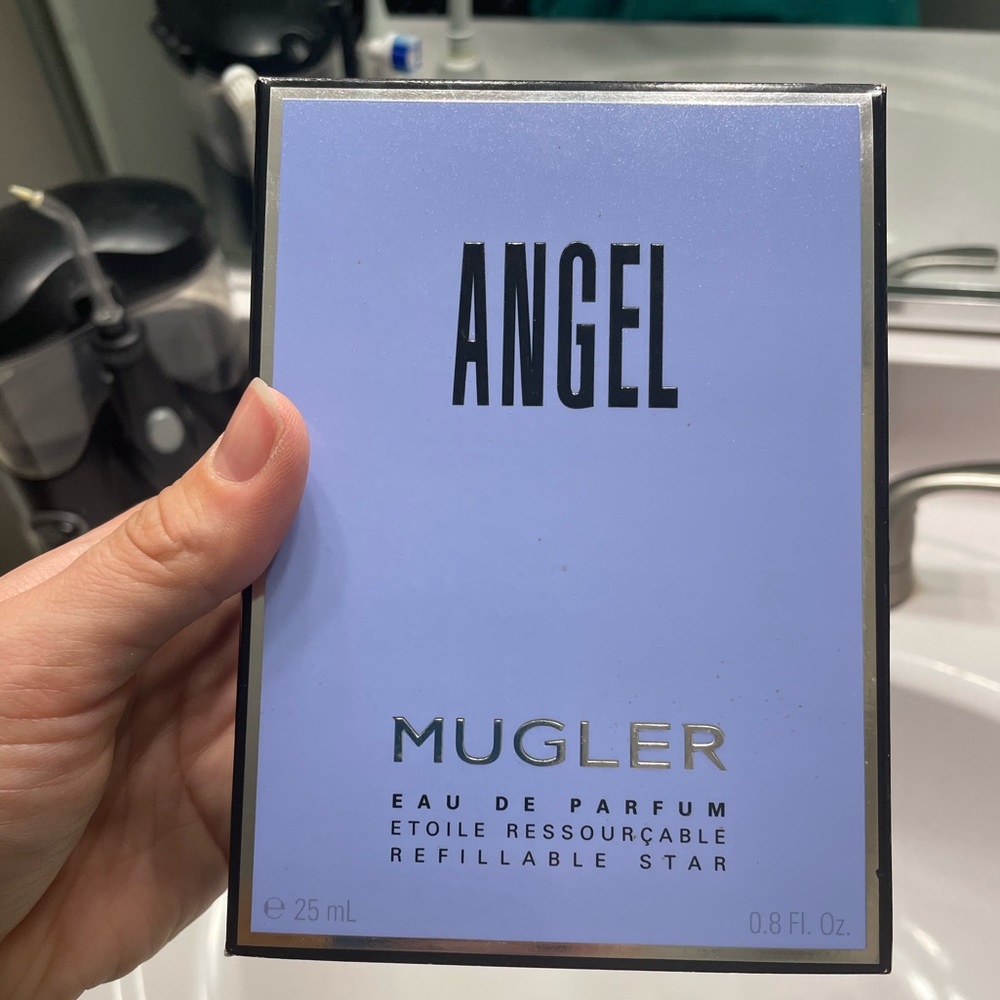 ANGEL
MUGLER
EAU DE PARFUM
ETOILE RESSOURÇABLE
REFILLABLE STAR
℮ 25 mL
0.8 Fl. Oz.